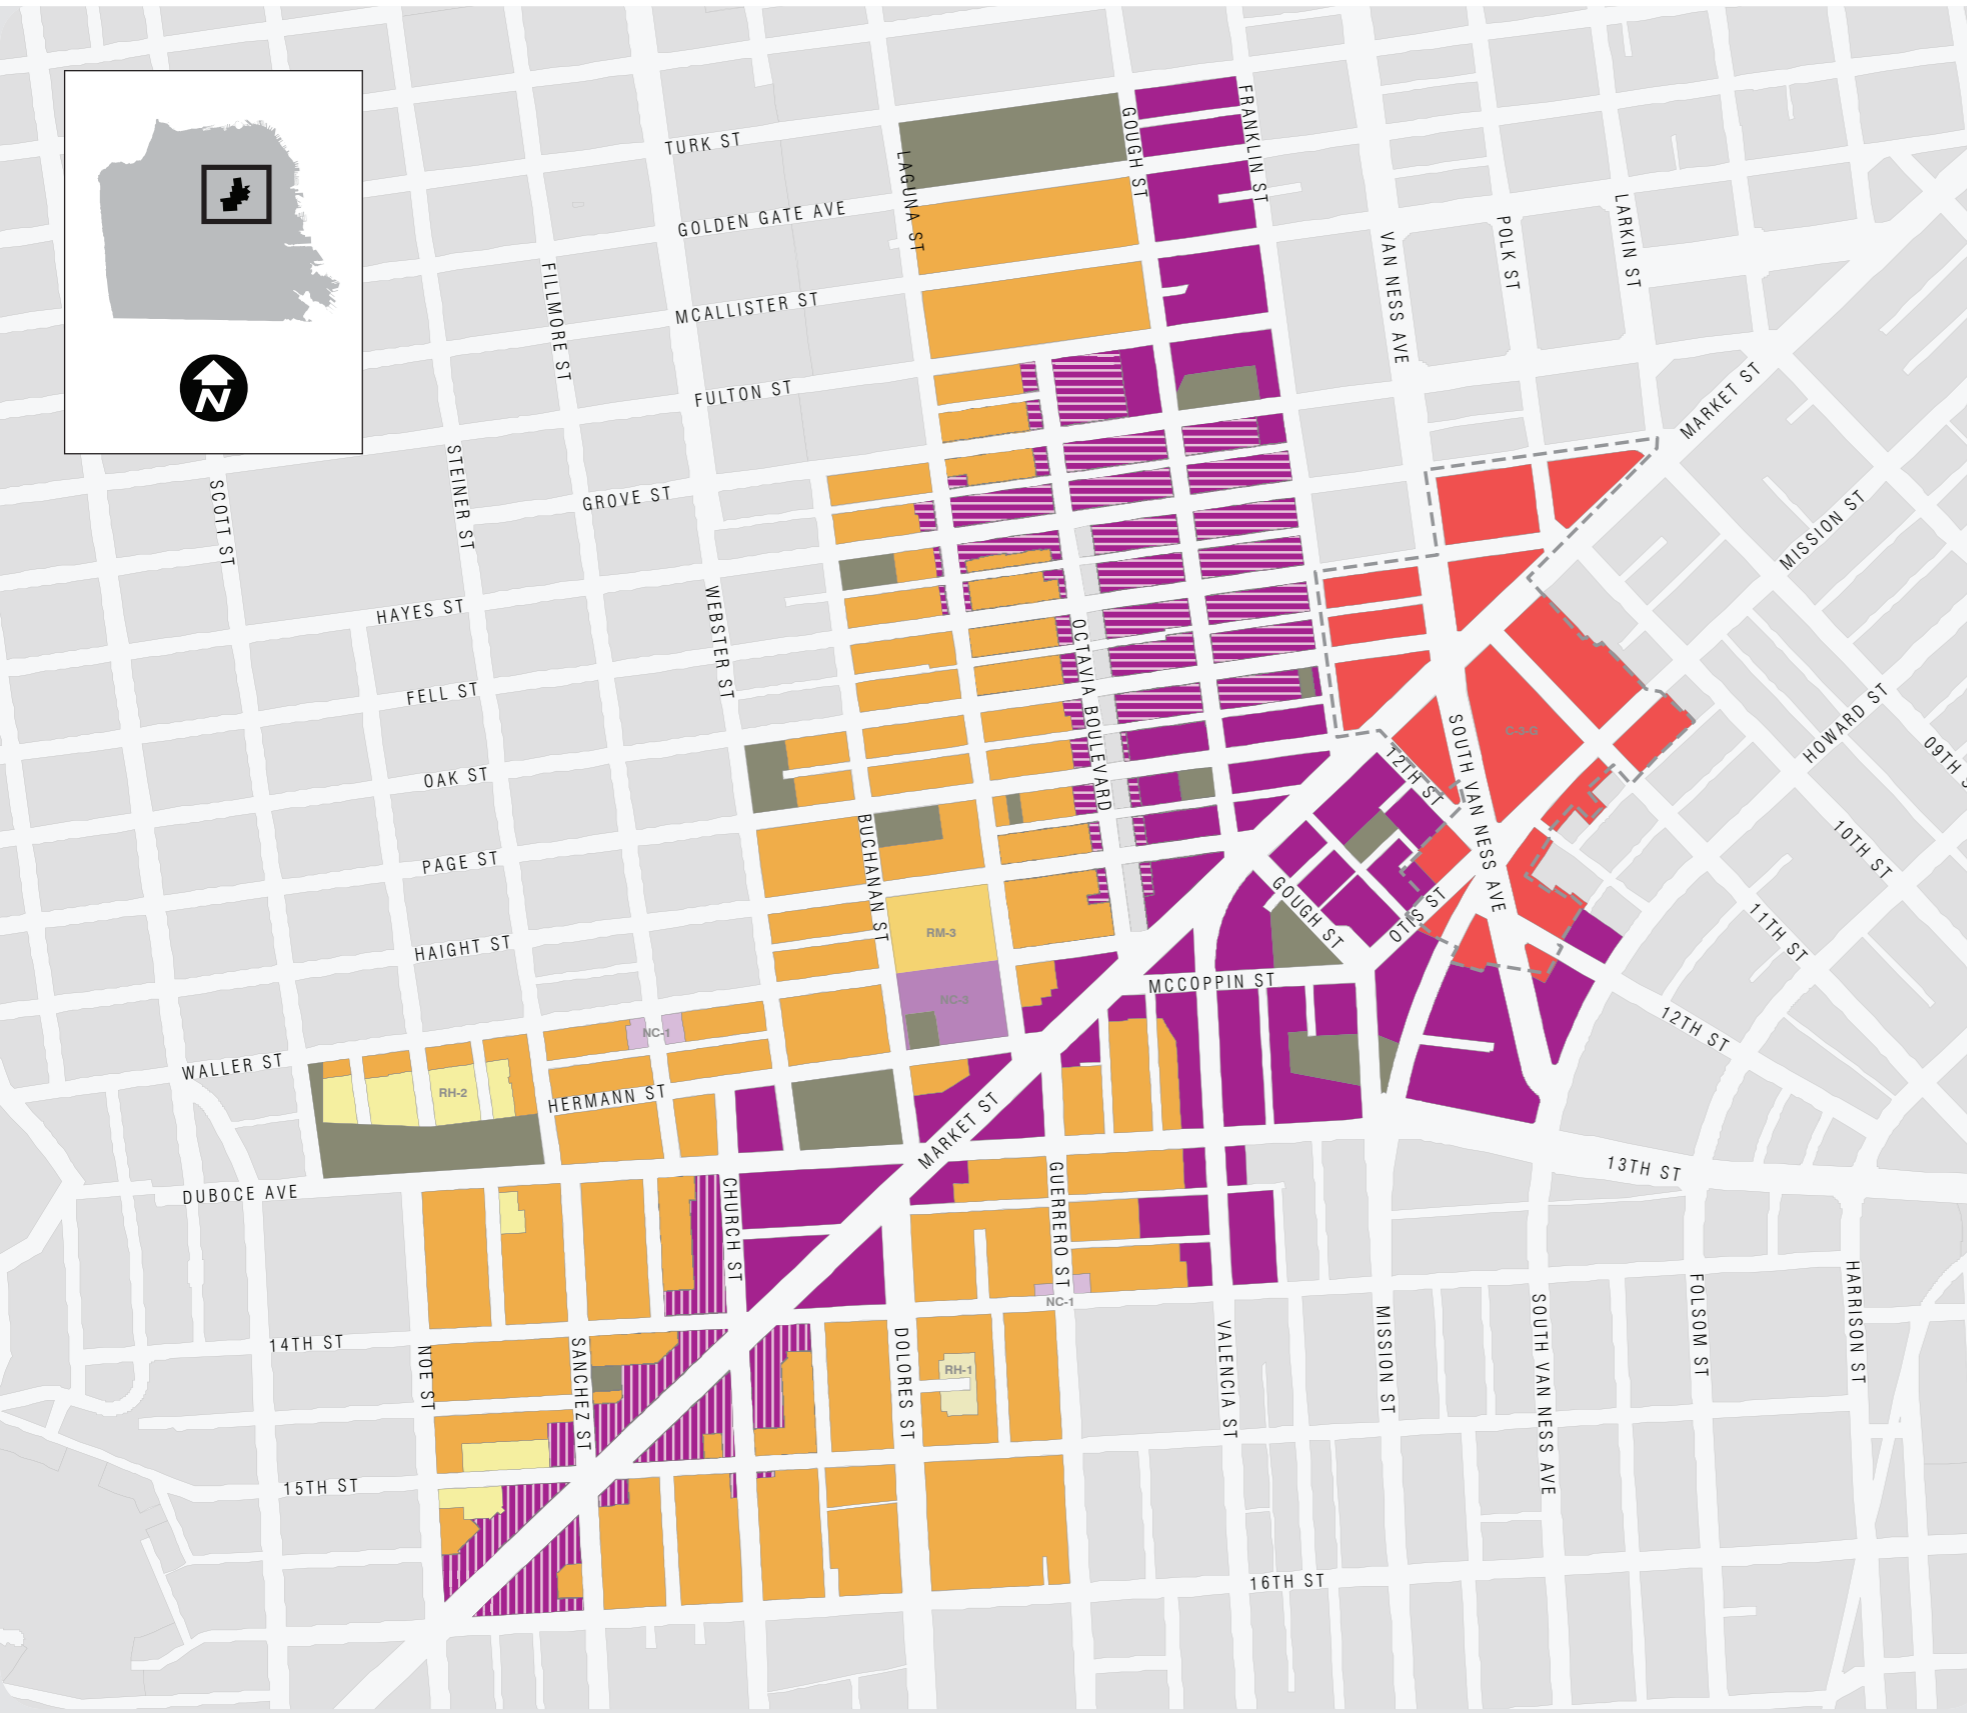 TURK ST
GOUGH ST
FRANKLIN ST
LAGUNA ST
GOLDEN GATE AVE
LARKIN ST
POLK ST
VAN NESS AVE
FILLMORE ST
MCALLISTER ST
FULTON ST
MARKET ST
N
STEINER ST
SCOTT ST
GROVE ST
MISSION ST
HAYES ST
WEBSTER ST
OCTAVIA BOULEVARD
FELL ST
HOWARD ST
C-3-G
SOUTH VAN NESS AVE
09TH S
OAK ST
12TH ST
BUCHANAN ST
10TH ST
PAGE ST
GOUGH ST
OTIS ST
11TH ST
RM-3
HAIGHT ST
MCCOPPIN ST
NC-3
NC-1
12TH ST
WALLER ST
RH-2
HERMANN ST
MARKET ST
13TH ST
DUBOCE AVE
CHURCH ST
GUERRERO ST
NC-1
HARRISON ST
FOLSOM ST
SOUTH VAN NESS AVE
MISSION ST
VALENCIA ST
DOLORES ST
14TH ST
NOE ST
SANCHEZ ST
RH-1
15TH ST
16TH ST